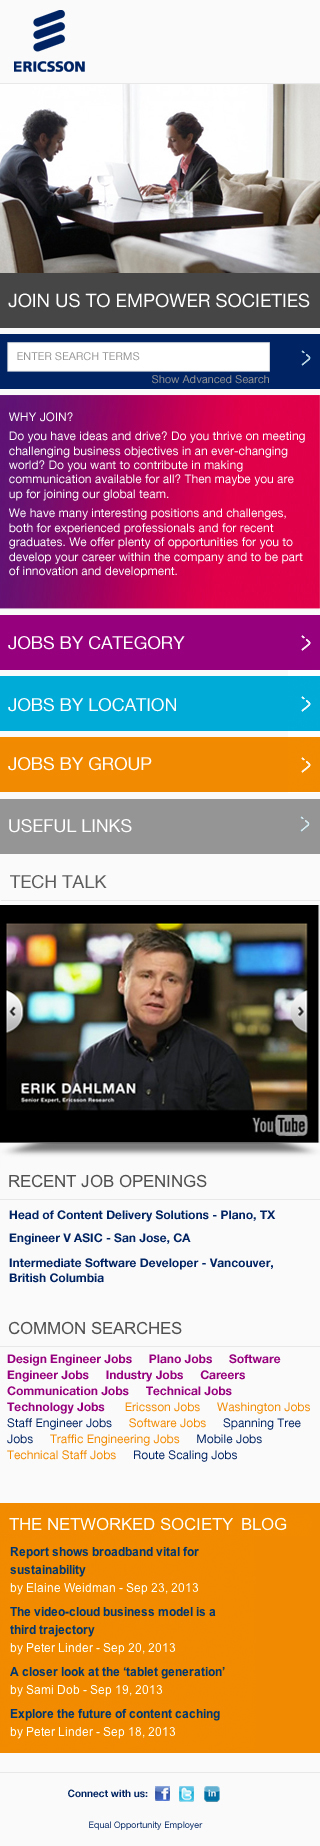 ERICSSON
JOIN US TO EMPOWER SOCIETIES
ENTER SEARCH TERMS
Show Advanced Search
WHY JOIN?
Do you have ideas and drive? Do you thrive on meeting
challenging business objectives in an ever-changing
world? Do you want to contribute in making
communication available for all? Then maybe you are
up for joining our global team.
We have many interesting positions and challenges,
both for experienced professionals and for recent
graduates. We offer plenty of opportunities for you to
develop your career within the company and to be part
of innovation and development.
JOBS BY CATEGORY
JOBS BY LOCATION
JOBS BY GROUP
USEFUL LINKS
TECH TALK
ERIK DAHLMAN
Senior Expert, Ericsson Research
YouTube
RECENT JOB OPENINGS
Head of Content Delivery Solutions - Plano, TX
Engineer V ASIC - San Jose, CA
Intermediate Software Developer - Vancouver,
British Columbia
COMMON SEARCHES
Design Engineer Jobs Plano Jobs Software
Engineer Jobs Industry Jobs Careers
Communication Jobs Technical Jobs
Technology Jobs Ericsson Jobs Washington Jobs
Staff Engineer Jobs Software Jobs Spanning Tree
Jobs Traffic Engineering Jobs Mobile Jobs
Technical Staff Jobs Route Scaling Jobs
THE NETWORKED SOCIETY BLOG
Report shows broadband vital for
sustainability
by Elaine Weidman - Sep 23, 2013
The video-cloud business model is a
third trajectory
by Peter Linder - Sep 20, 2013
A closer look at the ‘tablet generation’
by Sami Dob - Sep 19, 2013
Explore the future of content caching
by Peter Linder - Sep 18, 2013
Connect with us: f t in
Equal Opportunity Employer